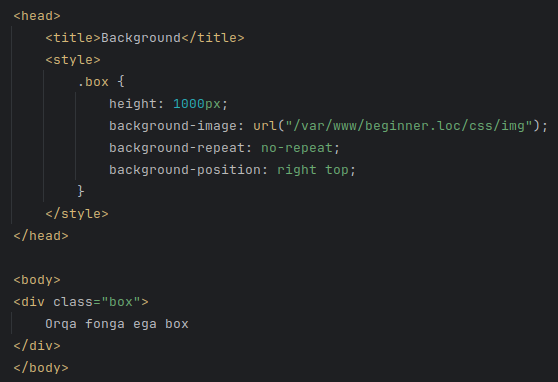 <head>
    <title>Background</title>
    <style>
        .box {
            height: 1000px;
            background-image: url("/var/www/beginner.loc/css/img");
            background-repeat: no-repeat;
            background-position: right top;
        }
    </style>
</head>

<body>
<div class="box">
    Orqa fonga ega box
</div>
</body>